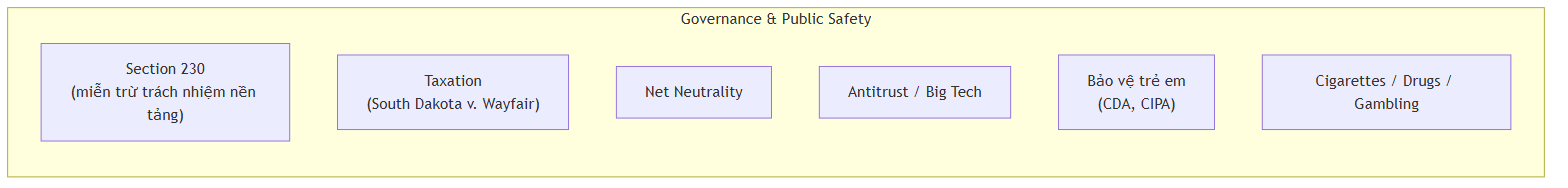 Governance & Public Safety
Section 230
(miễn trừ trách nhiệm nền
tảng)
Taxation
(South Dakota v. Wayfair)
Net Neutrality
Antitrust / Big Tech
Bảo vệ trẻ em
(CDA, CIPA)
Cigarettes / Drugs /
Gambling